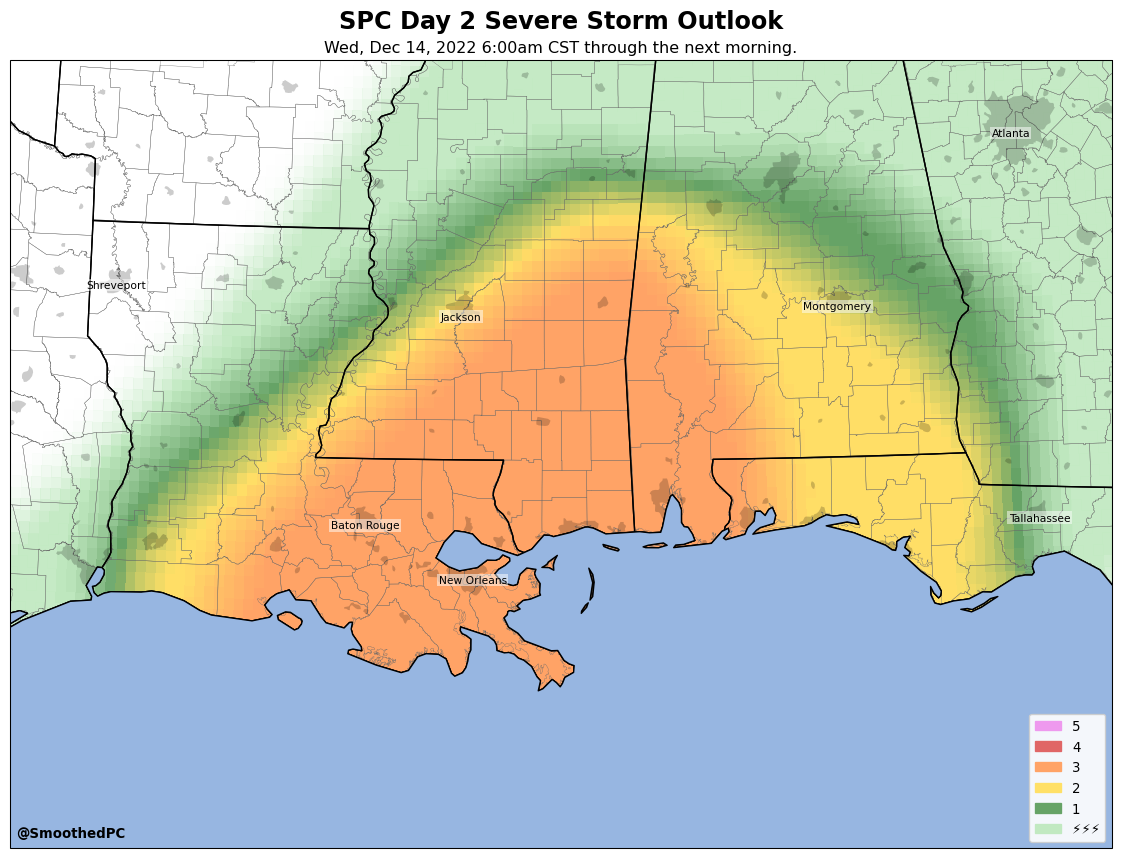 SPC Day 2 Severe Storm Outlook
Wed, Dec 14, 2022 6:00am CST through the next morning.
Atlanta
Shreveport
Jackson
Montgomery
Baton Rouge
Tallahassee
New Orleans
5
4
3
2
1
⚡⚡⚡
@SmoothedPC